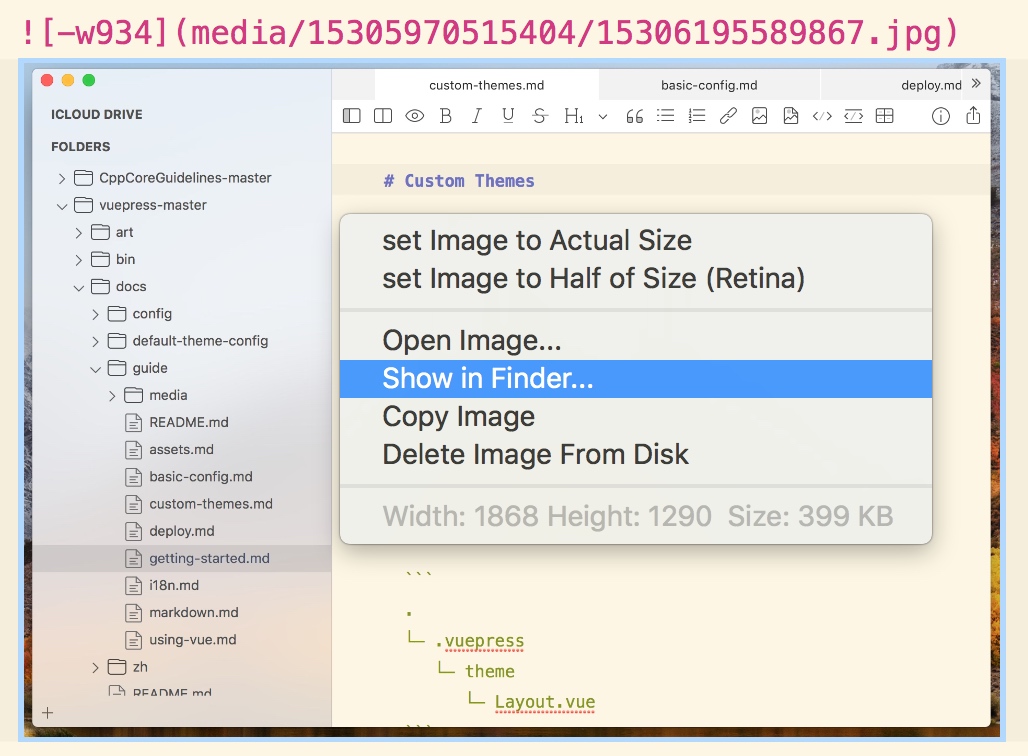 ![-w934](media/15305970515404/15306195589867.jpg)
custom-themes.md
basic-config.md
deploy.md
ICLOUD DRIVE
FOLDERS
CppCoreGuidelines-master
vuepress-master
art
bin
docs
config
default-theme-config
guide
media
README.md
assets.md
basic-config.md
custom-themes.md
deploy.md
getting-started.md
i18n.md
markdown.md
using-vue.md
zh
README.md
B I U S H1
# Custom Themes
set Image to Actual Size
set Image to Half of Size (Retina)
Open Image...
Show in Finder...
Copy Image
Delete Image From Disk
Width: 1868 Height: 1290  Size: 399 KB
```
.
└─ .vuepress
└─ theme
└─ Layout.vue
```